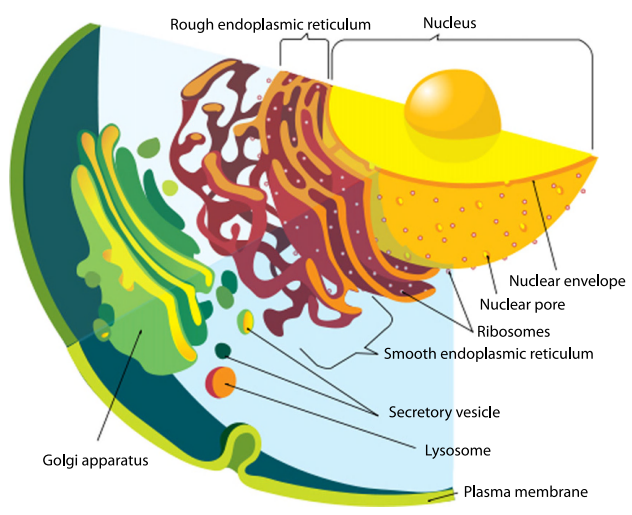 Rough endoplasmic reticulum
Nucleus
Nuclear envelope
Nuclear pore
Ribosomes
Smooth endoplasmic reticulum
Secretory vesicle
Lysosome
Golgi apparatus
Plasma membrane